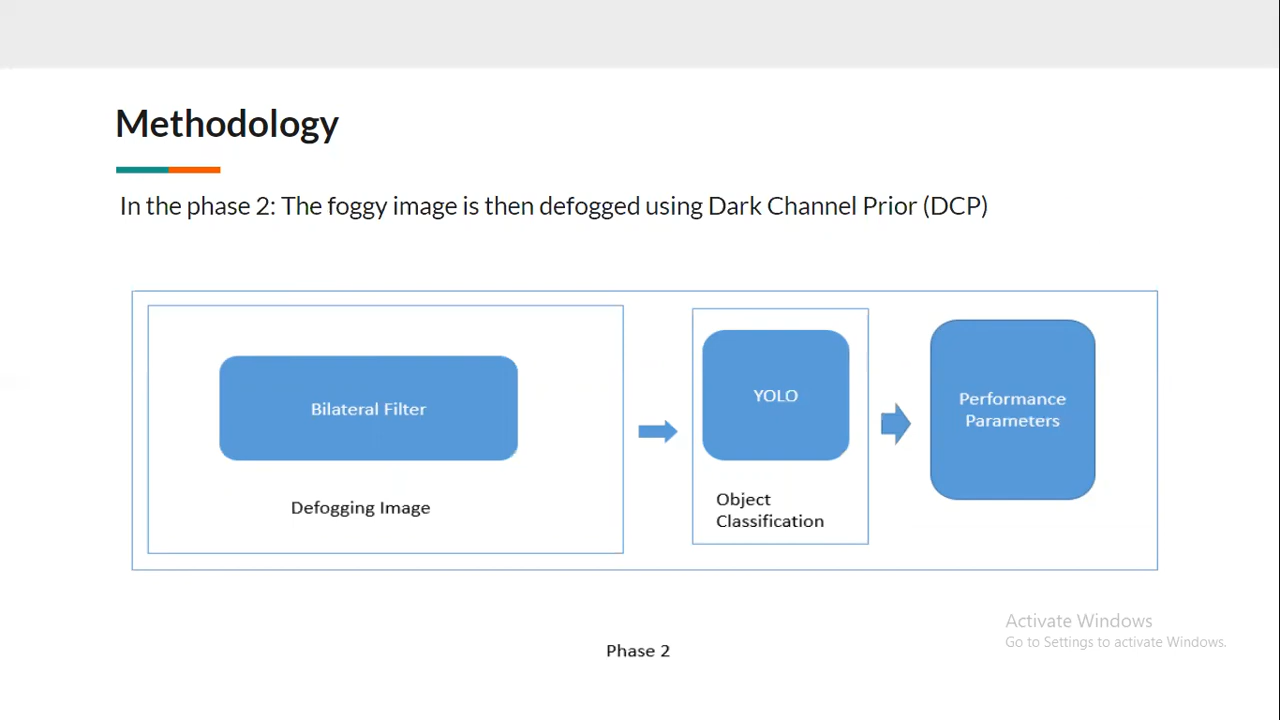 Methodology
In the phase 2: The foggy image is then defogged using Dark Channel Prior (DCP)
Bilateral Filter
Defogging Image
YOLO
Object
Classification
Performance
Parameters
Activate Windows
Go to Settings to activate Windows.
Phase 2